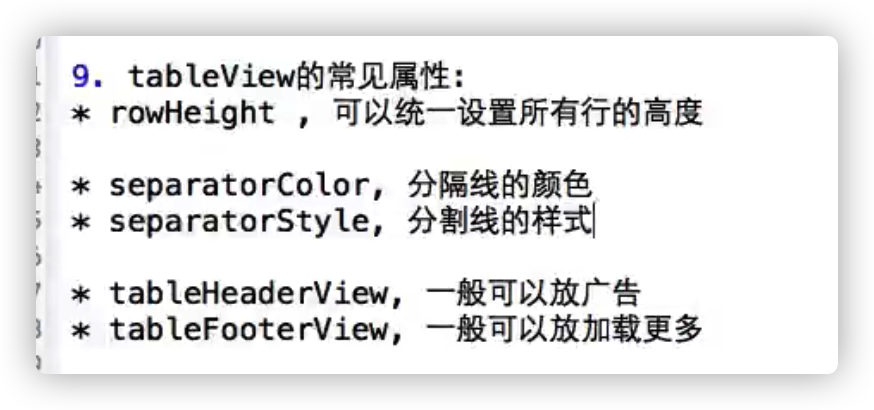 9. tableView的常见属性:
* rowHeight , 可以统一设置所有行的高度
* separatorColor, 分隔线的颜色
* separatorStyle, 分割线的样式
* tableHeaderView, 一般可以放广告
* tableFooterView, 一般可以放加载更多